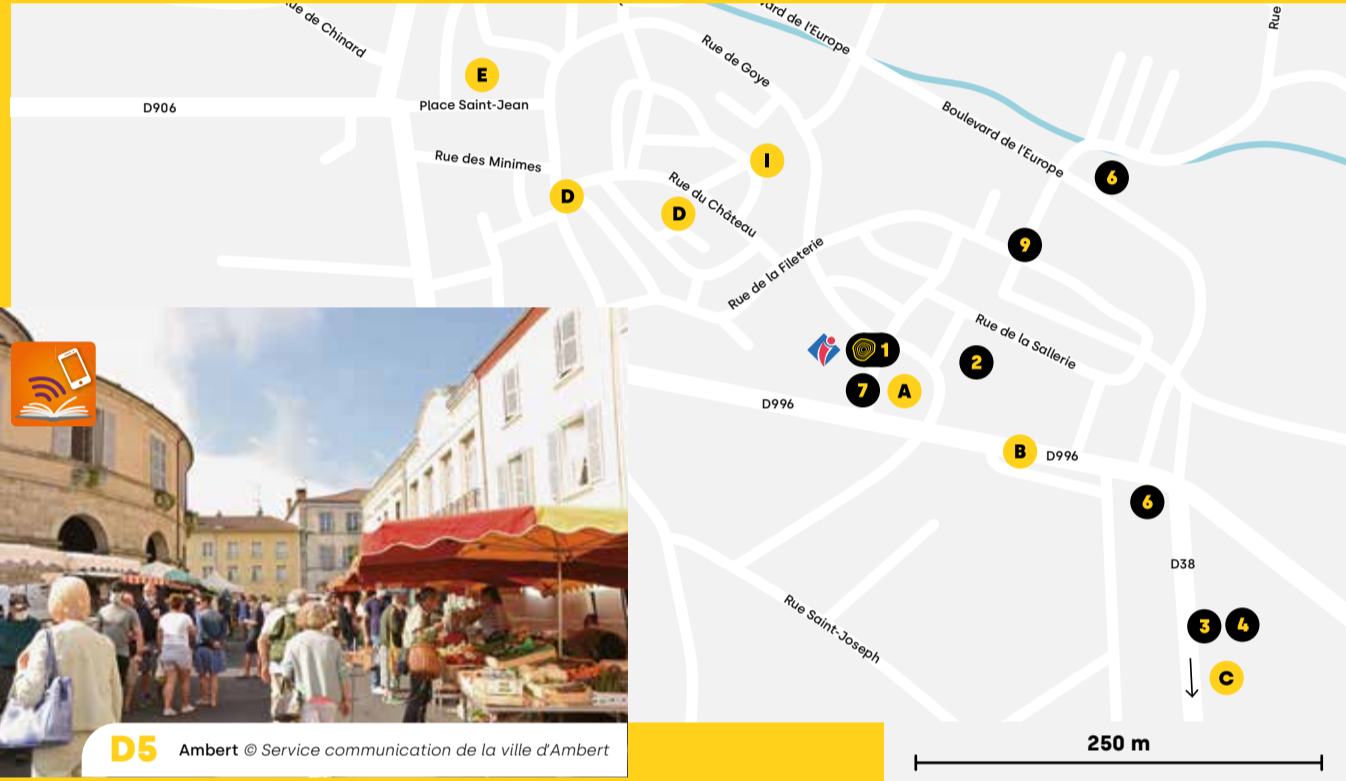 Rue de Chinard
ard de l'Europe
Rue
Rue de Goye
E
Place Saint-Jean
D906
Boulevard de l'Europe
Rue des Minimes
I
6
D
D
Rue du Château
9
Rue de la Fileterie
Rue de la Sallerie
1
2
7
A
D996
B
D996
6
D38
Rue Saint-Joseph
3
4
C
D5 Ambert © Service communication de la ville d'Ambert
250 m